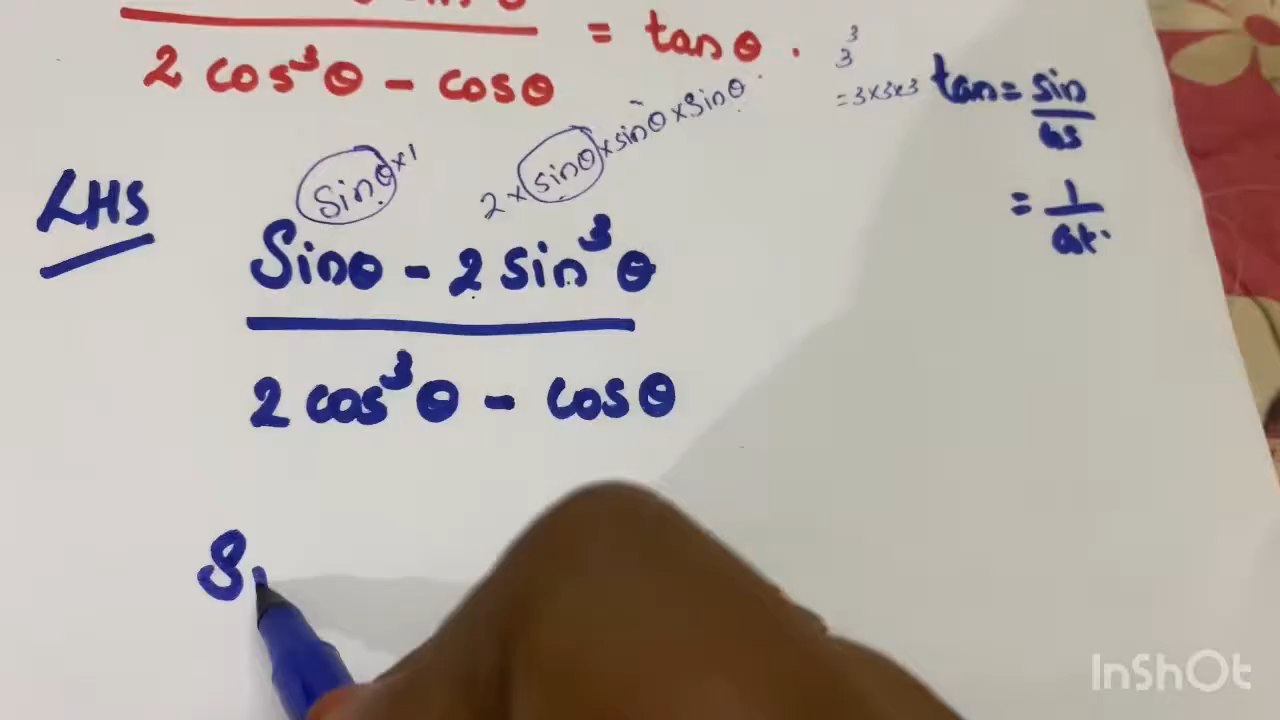 2 cos³θ - cosθ = tanθ .
3³
= 3×3×3
tan = sin/cos
= 1/cot.
LHS
sinθ×1
2×sinθ×sinθ×sinθ
Sinθ - 2 sin³θ
2 cos³θ - cosθ
S
InShOt